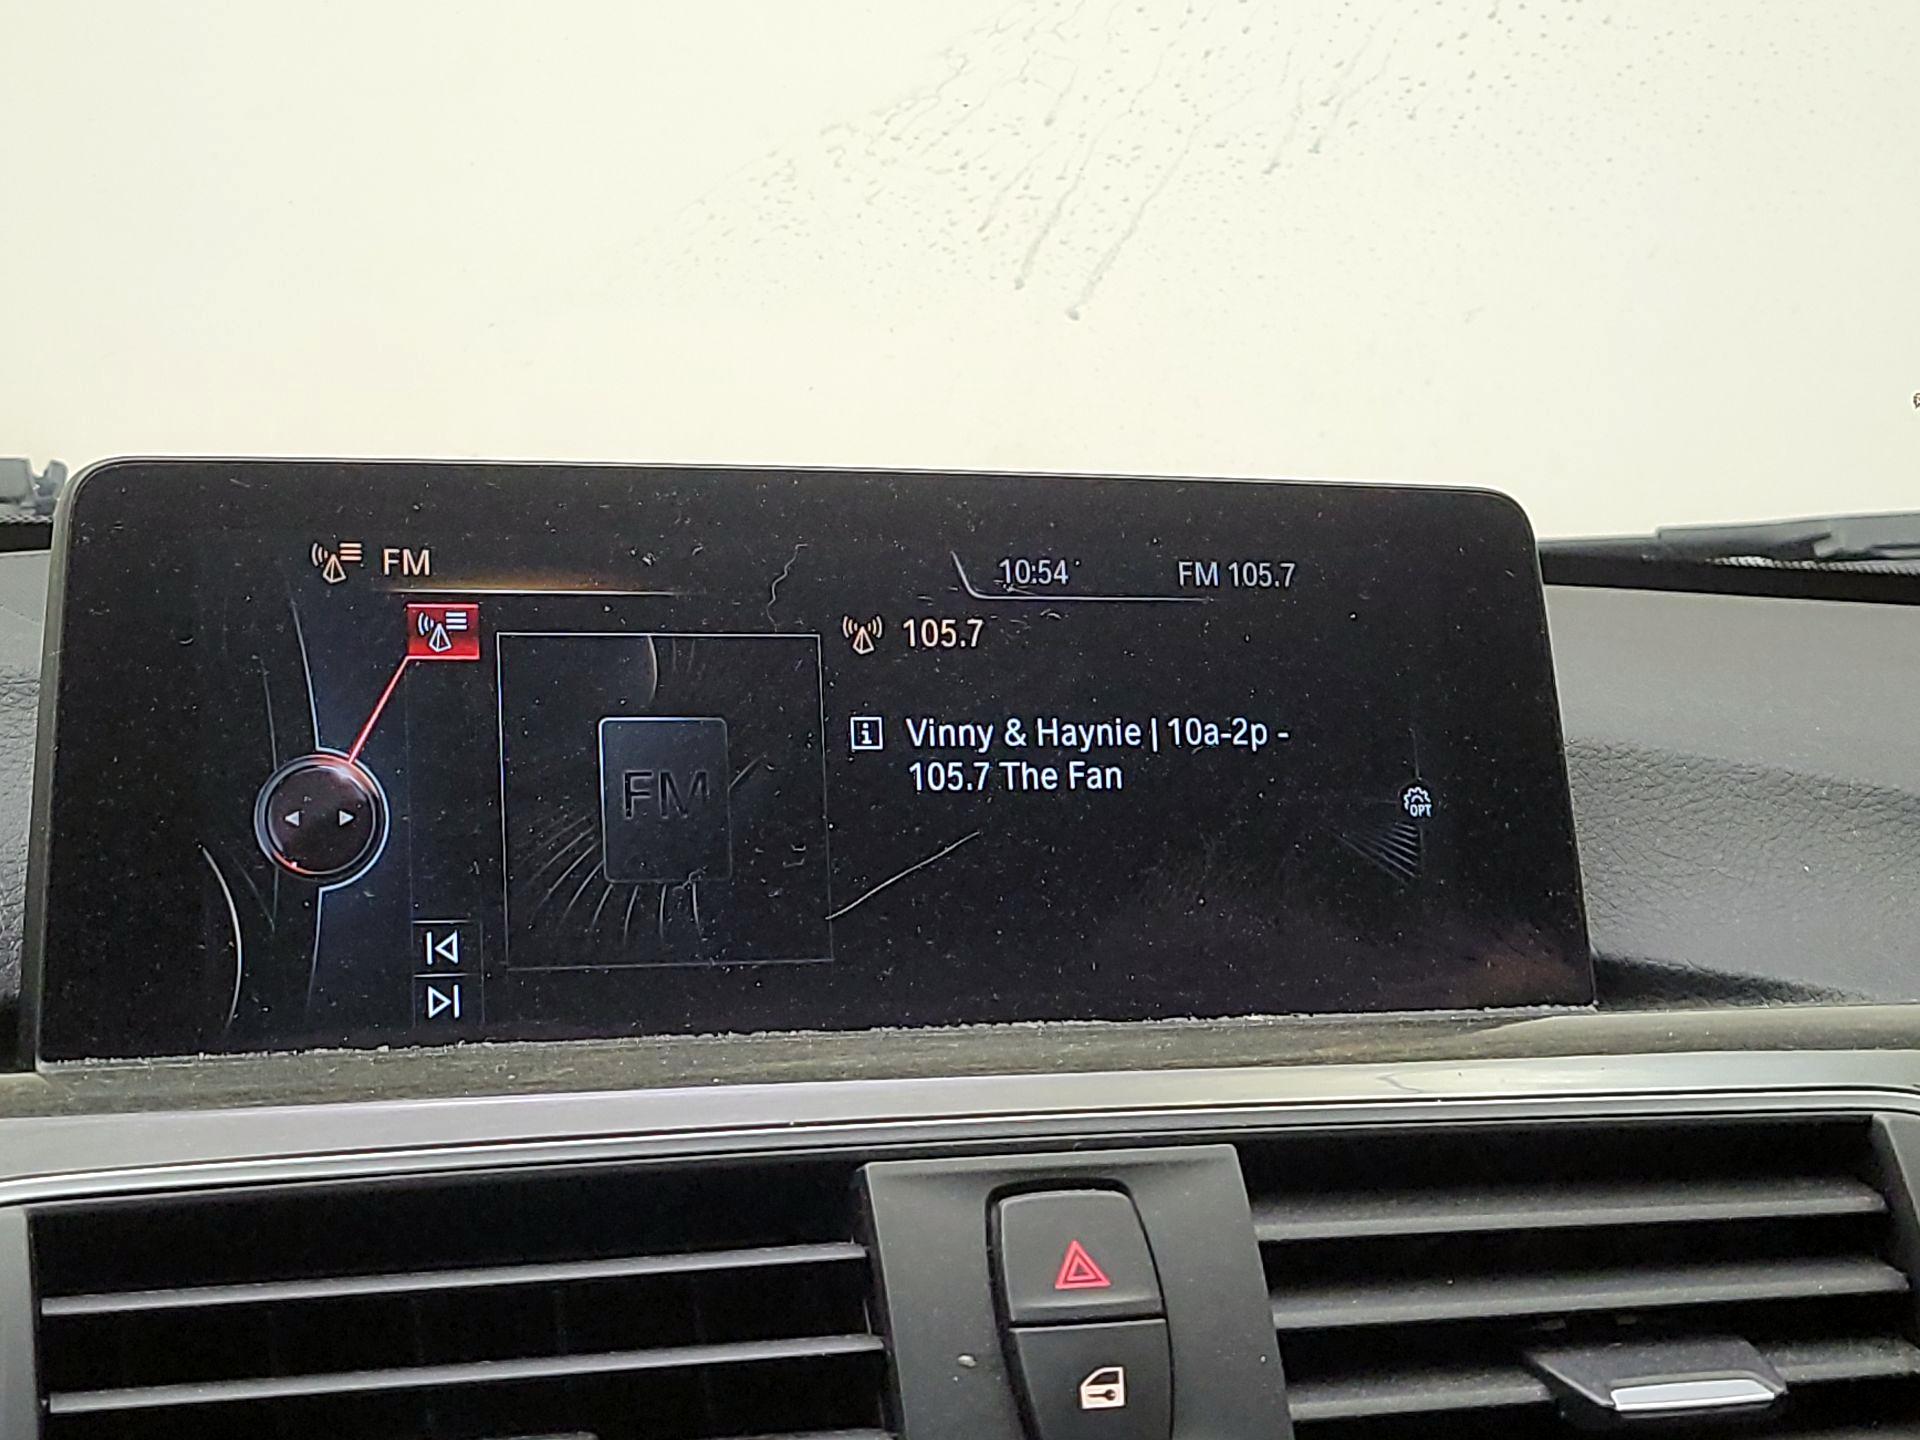 FM
10:54
FM 105.7
105.7
Vinny & Haynie | 10a-2p -
105.7 The Fan
FM
OPT